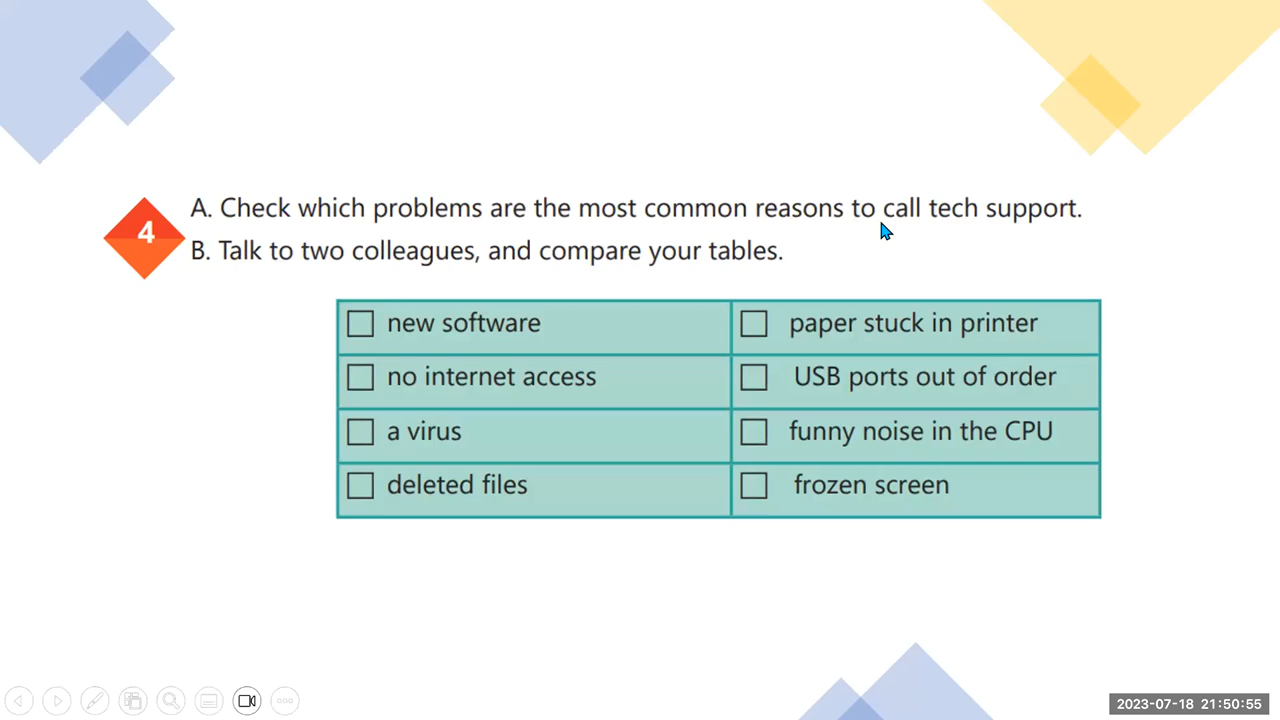 4
A. Check which problems are the most common reasons to call tech support.
B. Talk to two colleagues, and compare your tables.
new software
paper stuck in printer
no internet access
USB ports out of order
a virus
funny noise in the CPU
deleted files
frozen screen
2023-07-18 21:50:55